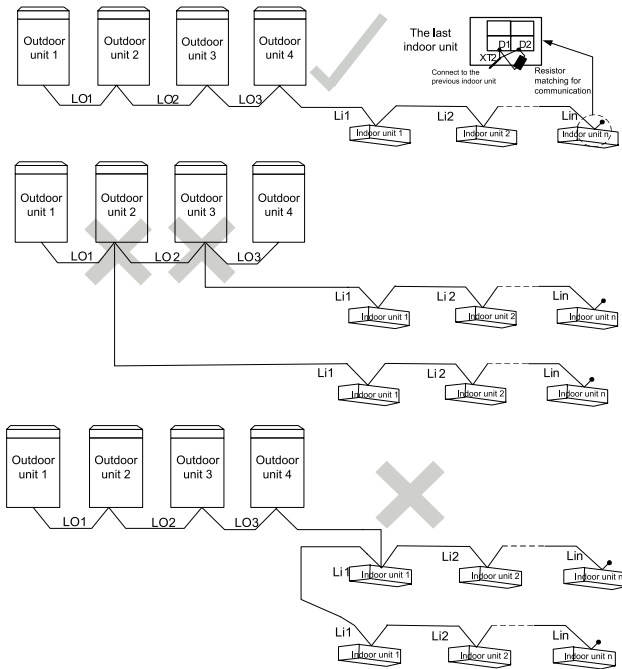 Outdoor
unit 1
Outdoor
unit 2
Outdoor
unit 3
Outdoor
unit 4
LO1
LO2
LO3
The last
indoor unit
D1 D2
XT2
Connect to the
previous indoor unit
Resistor
matching for
communication
Li1
Indoor unit 1
Li2
Indoor unit 2
Lin
Indoor unit n
Outdoor
unit 1
Outdoor
unit 2
Outdoor
unit 3
Outdoor
unit 4
LO1
LO2
LO3
Li1
Indoor unit 1
Li 2
Indoor unit 2
Lin
Indoor unit n
Li1
Indoor unit 1
Li 2
Indoor unit 2
Lin
Indoor unit n
Outdoor
unit 1
Outdoor
unit 2
Outdoor
unit 3
Outdoor
unit 4
LO1
LO2
LO3
Li1
Indoor unit 1
Li2
Indoor unit 2
Lin
Indoor unit n
Li1
Indoor unit 1
Li2
Indoor unit 2
Lin
Indoor unit n